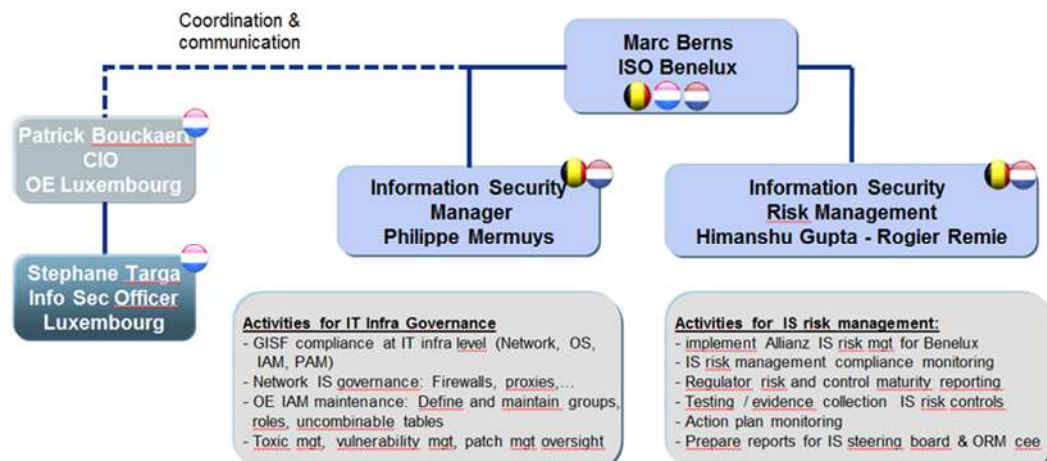 Coordination &
communication
Marc Berns
ISO Benelux
Patrick Bouckaert
CIO
OE Luxembourg
Information Security
Manager
Philippe Mermuys
Information Security
Risk Management
Himanshu Gupta - Rogier Remie
Stephane Targa
Info Sec Officer
Luxembourg
Activities for IT Infra Governance
- GISF compliance at IT infra level (Network, OS,
IAM, PAM)
- Network IS governance: Firewalls, proxies,...
- OE IAM maintenance: Define and maintain groups,
roles, uncombinable tables
- Toxic mgt, vulnerability mgt, patch mgt oversight
Activities for IS risk management:
- implement Allianz IS risk mgt for Benelux
- IS risk management compliance monitoring
- Regulator risk and control maturity reporting
- Testing / evidence collection IS risk controls
- Action plan monitoring
- Prepare reports for IS steering board & ORM cee